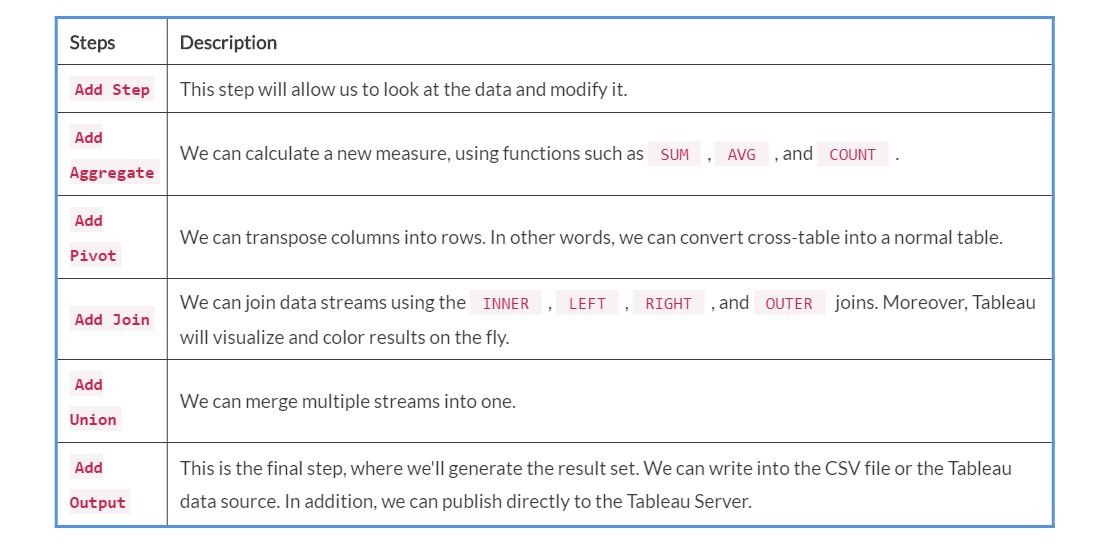 Steps Description
Add Step This step will allow us to look at the data and modify it.
Add
Aggregate
We can calculate a new measure, using functions such as SUM , AVG , and COUNT .
Add
Pivot
We can transpose columns into rows. In other words, we can convert cross-table into a normal table.
Add Join
We can join data streams using the INNER , LEFT , RIGHT , and OUTER joins. Moreover, Tableau
will visualize and color results on the fly.
Add
Union
We can merge multiple streams into one.
Add
Output
This is the final step, where we'll generate the result set. We can write into the CSV file or the Tableau
data source. In addition, we can publish directly to the Tableau Server.